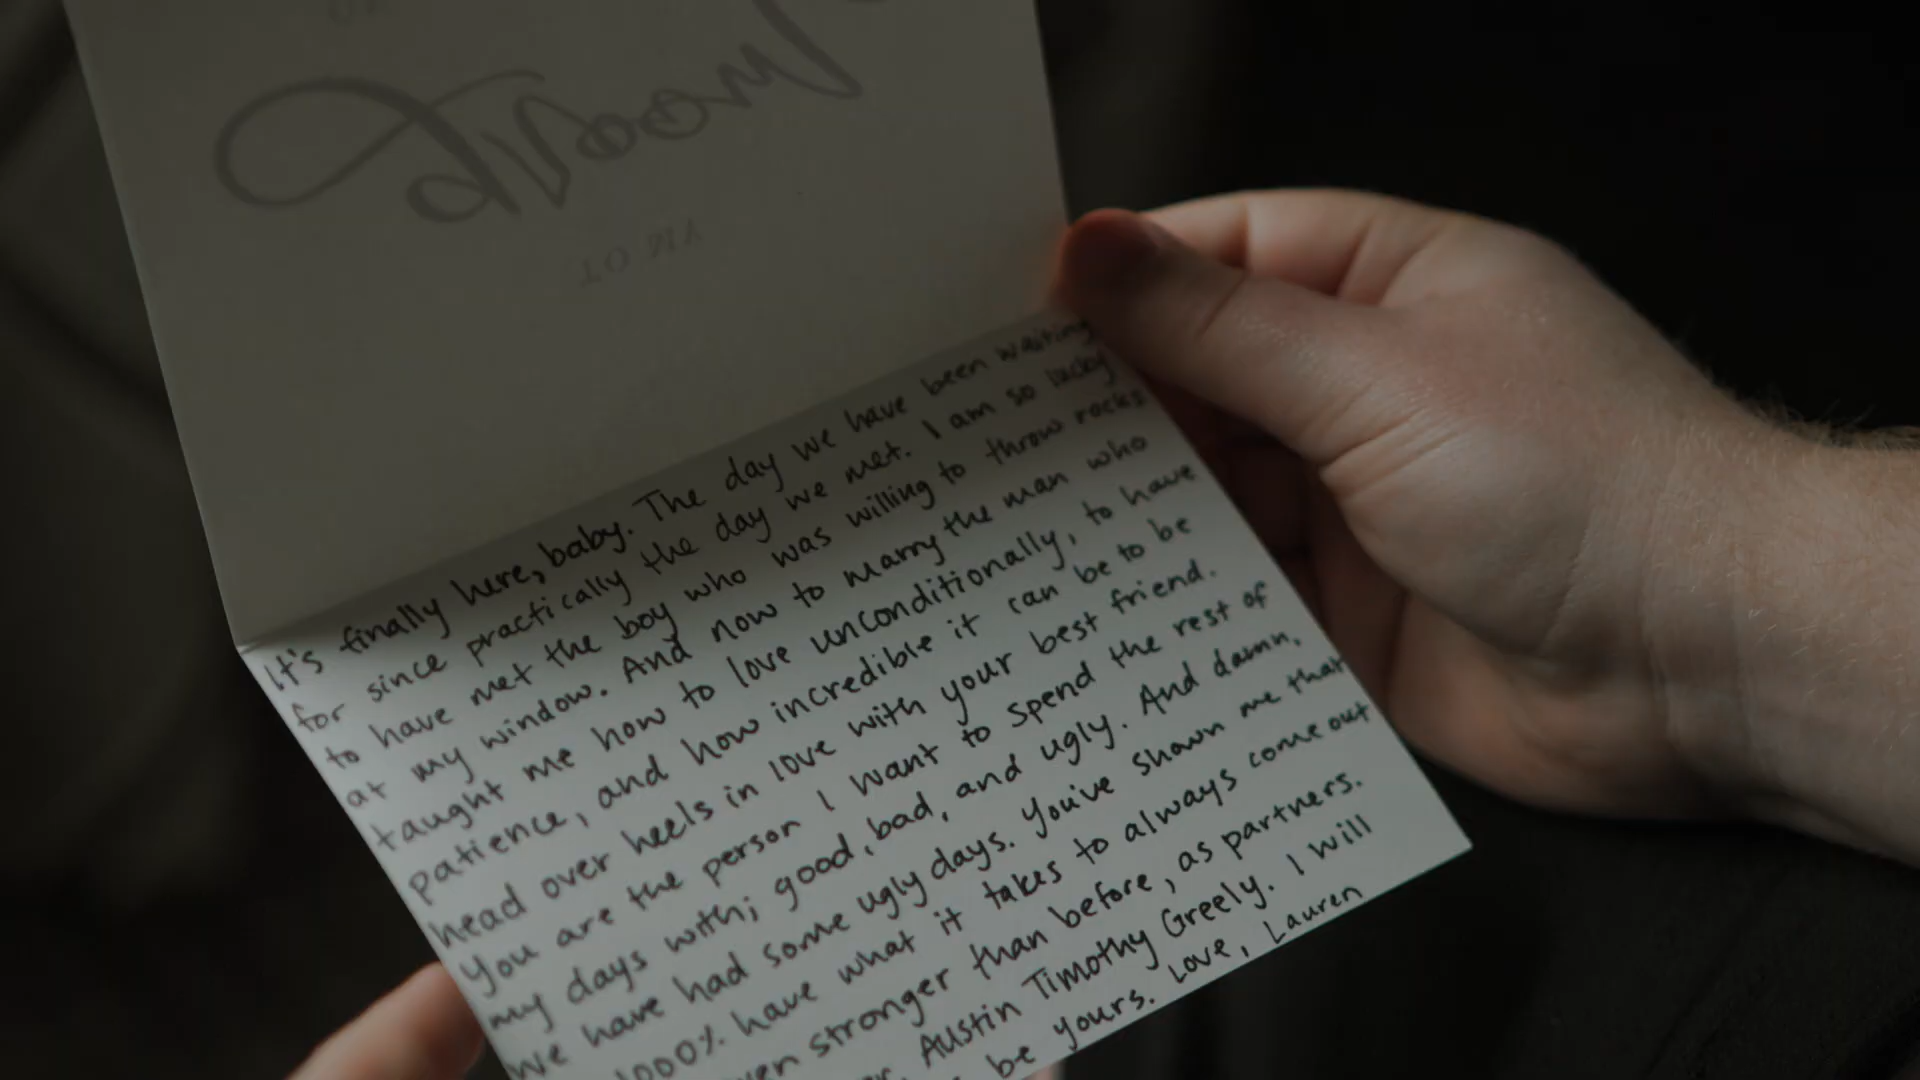 TO MY
It's finally here, baby. The day we have been waiting
for since practically the day we met. I am so lucky
to have met the boy who was willing to throw rocks
at my window. And now to marry the man who
taught me how to love unconditionally, to have
patience, and how incredible it can be to be
head over heels in love with your best friend.
You are the person I want to spend the rest of
my days with; good, bad, and ugly. And damn,
we have had some ugly days. You've shown me that
1000% have what it takes to always come out
stronger than before, as partners.
Austin Timothy Greely. I will
be yours. Love, Lauren